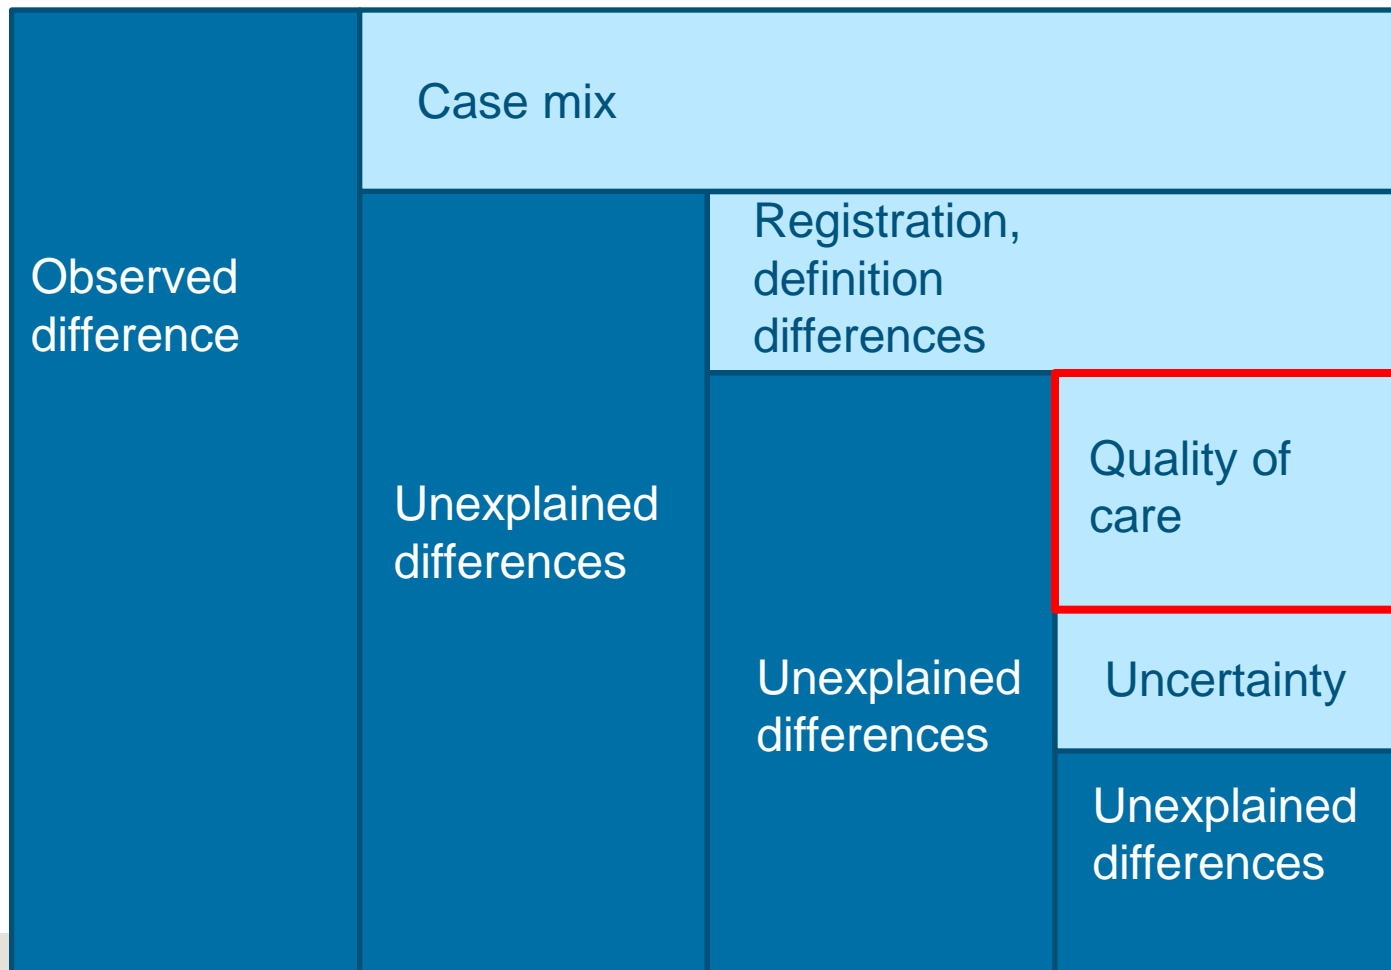 Case mix
Observed
difference
Registration,
definition
differences
Unexplained
differences
Quality of
care
Unexplained
differences
Uncertainty
Unexplained
differences